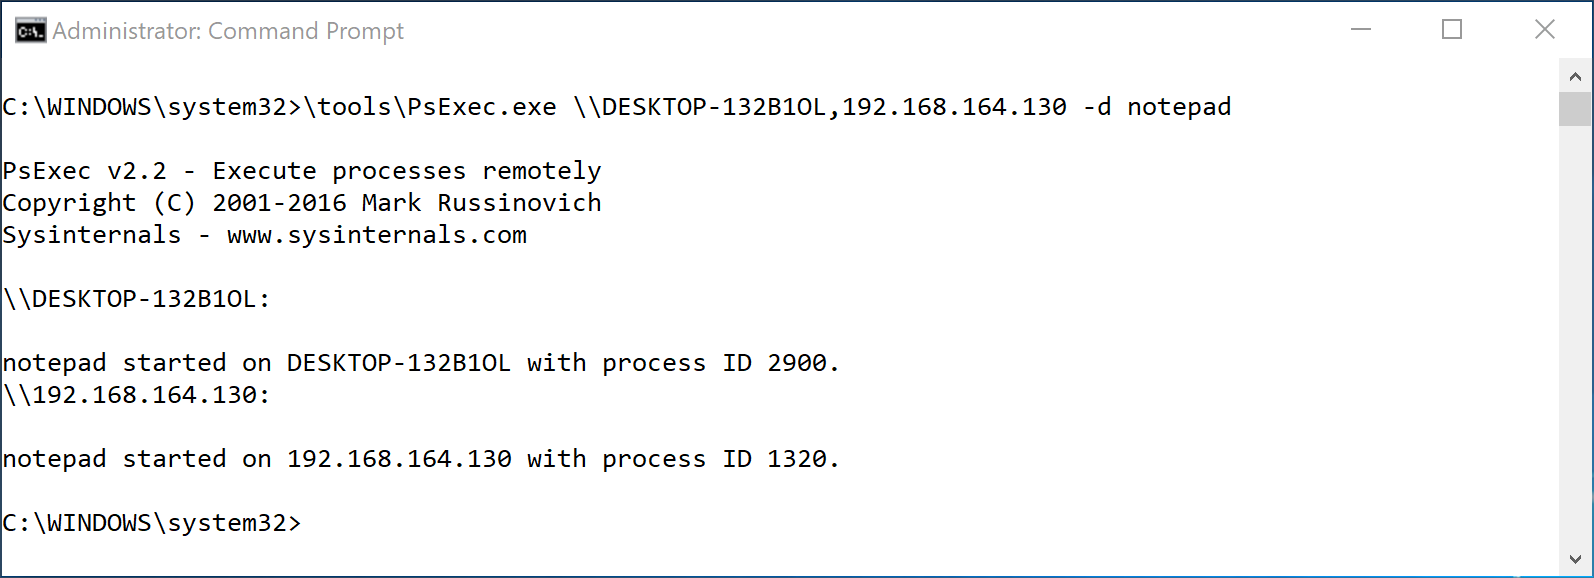 Administrator: Command Prompt
C:\WINDOWS\system32>\tools\PsExec.exe \\DESKTOP-132B1OL,192.168.164.130 -d notepad
PsExec v2.2 - Execute processes remotely
Copyright (C) 2001-2016 Mark Russinovich
Sysinternals - www.sysinternals.com
\\DESKTOP-132B1OL:
notepad started on DESKTOP-132B1OL with process ID 2900.
\\192.168.164.130:
notepad started on 192.168.164.130 with process ID 1320.
C:\WINDOWS\system32>